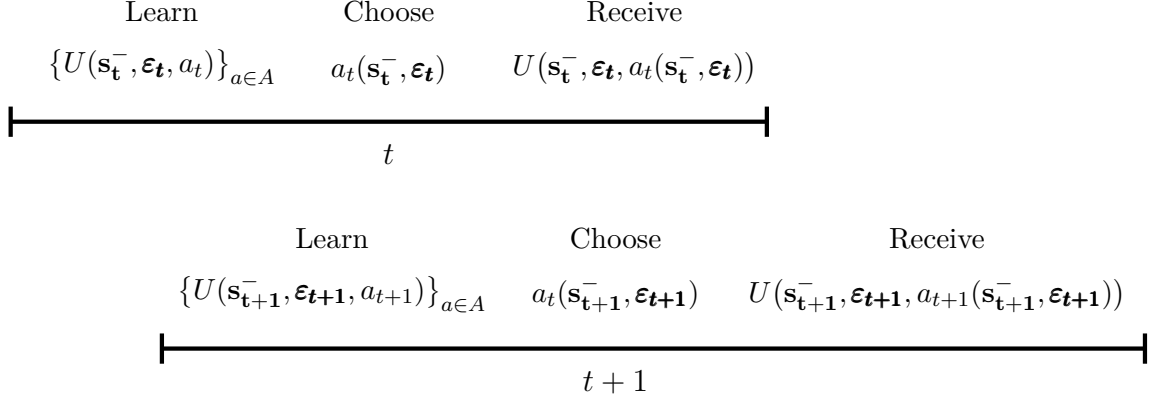 Learn Choose Receive
{U(s_t^-, ε_t, a_t)}_{a∈A} a_t(s_t^-, ε_t) U(s_t^-, ε_t, a_t(s_t^-, ε_t))
t
Learn Choose Receive
{U(s_{t+1}^-, ε_{t+1}, a_{t+1})}_{a∈A} a_t(s_{t+1}^-, ε_{t+1}) U(s_{t+1}^-, ε_{t+1}, a_{t+1}(s_{t+1}^-, ε_{t+1}))
t + 1